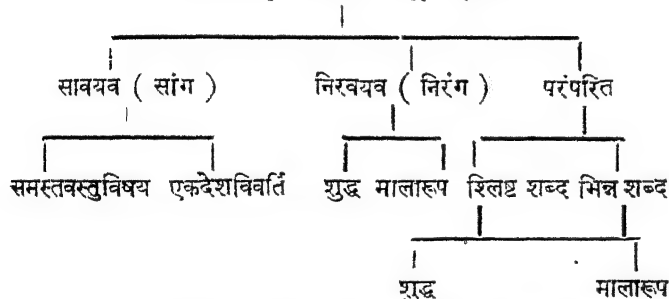 सावयव ( सांग ) निरवयव ( निरंग ) परंपरित
समस्तवस्तुविषय एकदेशविवर्ति शुद्ध मालारूप श्लिष्ट शब्द भिन्न शब्द
शुद्ध मालारूप